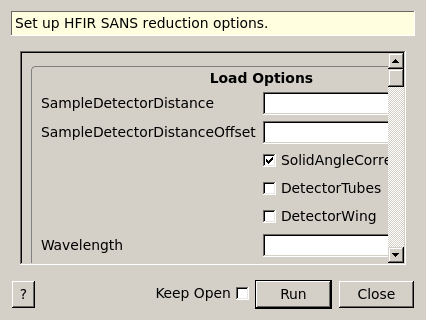 Set up HFIR SANS reduction options.
Load Options
SampleDetectorDistance
SampleDetectorDistanceOffset
SolidAngleCorre
DetectorTubes
DetectorWing
Wavelength
? Keep Open Run Close